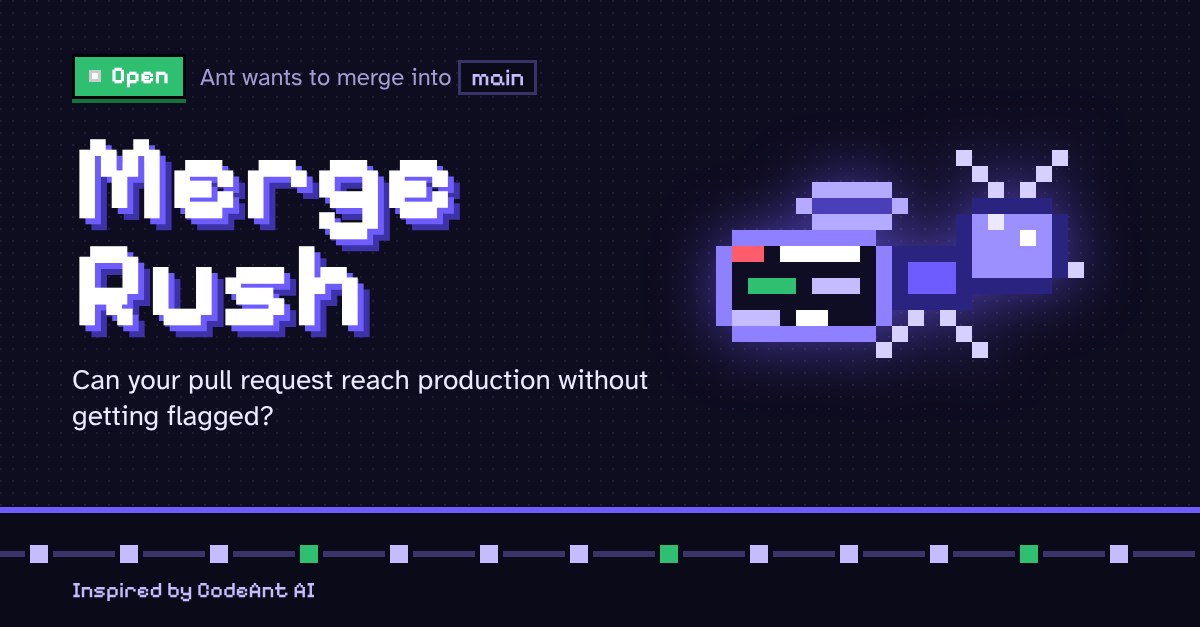 Open Ant wants to merge into main
Merge
Rush
Can your pull request reach production without
getting flagged?
Inspired by CodeAnt AI